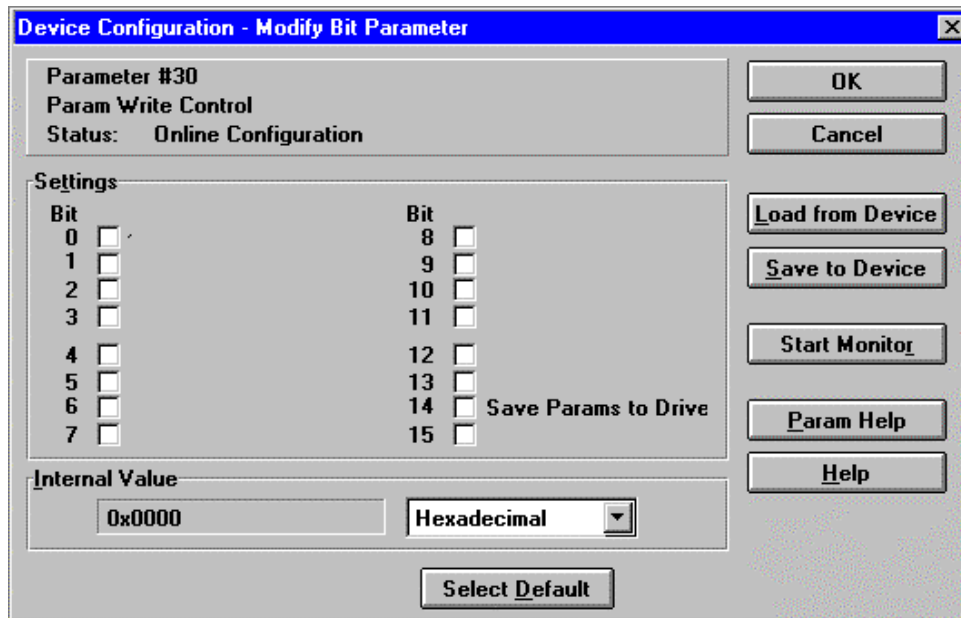 Device Configuration - Modify Bit Parameter
Parameter #30
Param Write Control
Status: Online Configuration
OK
Cancel
Settings
Bit Bit
0 8
1 9
2 10
3 11
4 12
5 13
6 14 Save Params to Drive
7 15
Load from Device
Save to Device
Start Monitor
Param Help
Help
Internal Value
0x0000 Hexadecimal
Select Default